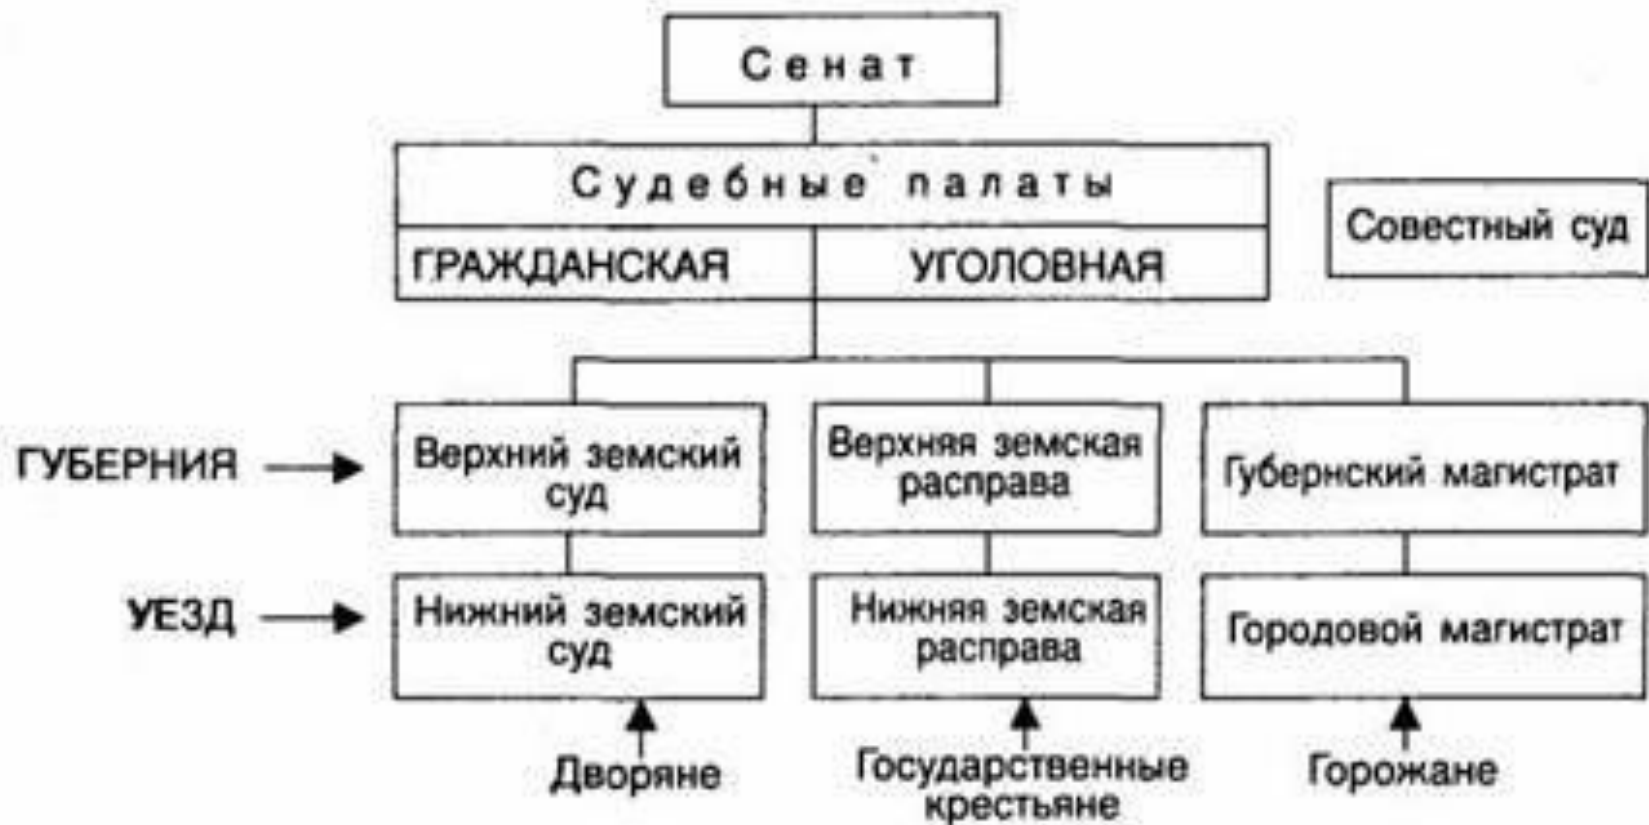 Сенат
Судебные палаты
ГРАЖДАНСКАЯ УГОЛОВНАЯ
Совестный суд
ГУБЕРНИЯ
Верхний земский
суд
Верхняя земская
расправа
Губернский магистрат
УЕЗД
Нижний земский
суд
Нижняя земская
расправа
Городовой магистрат
Дворяне
Государственные
крестьяне
Горожане